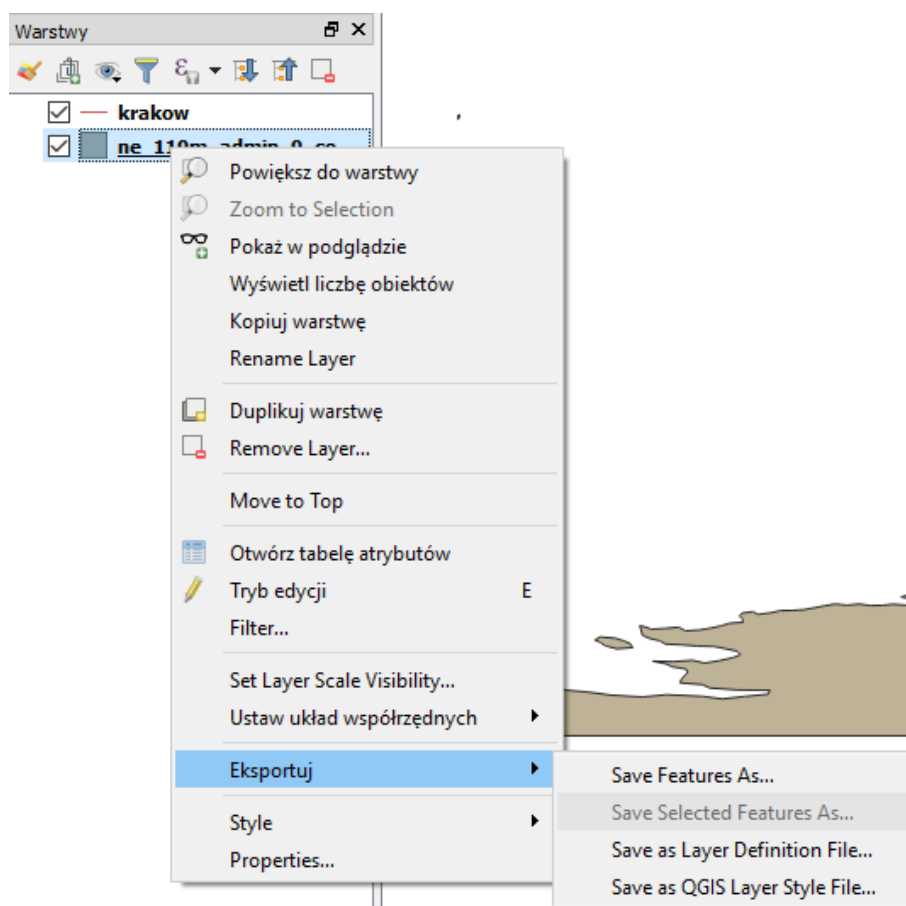 Warstwy
krakow
ne_110m_admin_0_co
Powiększ do warstwy
Zoom to Selection
Pokaż w podglądzie
Wyświetl liczbę obiektów
Kopiuj warstwę
Rename Layer
Duplikuj warstwę
Remove Layer...
Move to Top
Otwórz tabelę atrybutów
Tryb edycji E
Filter...
Set Layer Scale Visibility...
Ustaw układ współrzędnych
Eksportuj
Save Features As...
Save Selected Features As...
Style
Save as Layer Definition File...
Properties...
Save as QGIS Layer Style File...